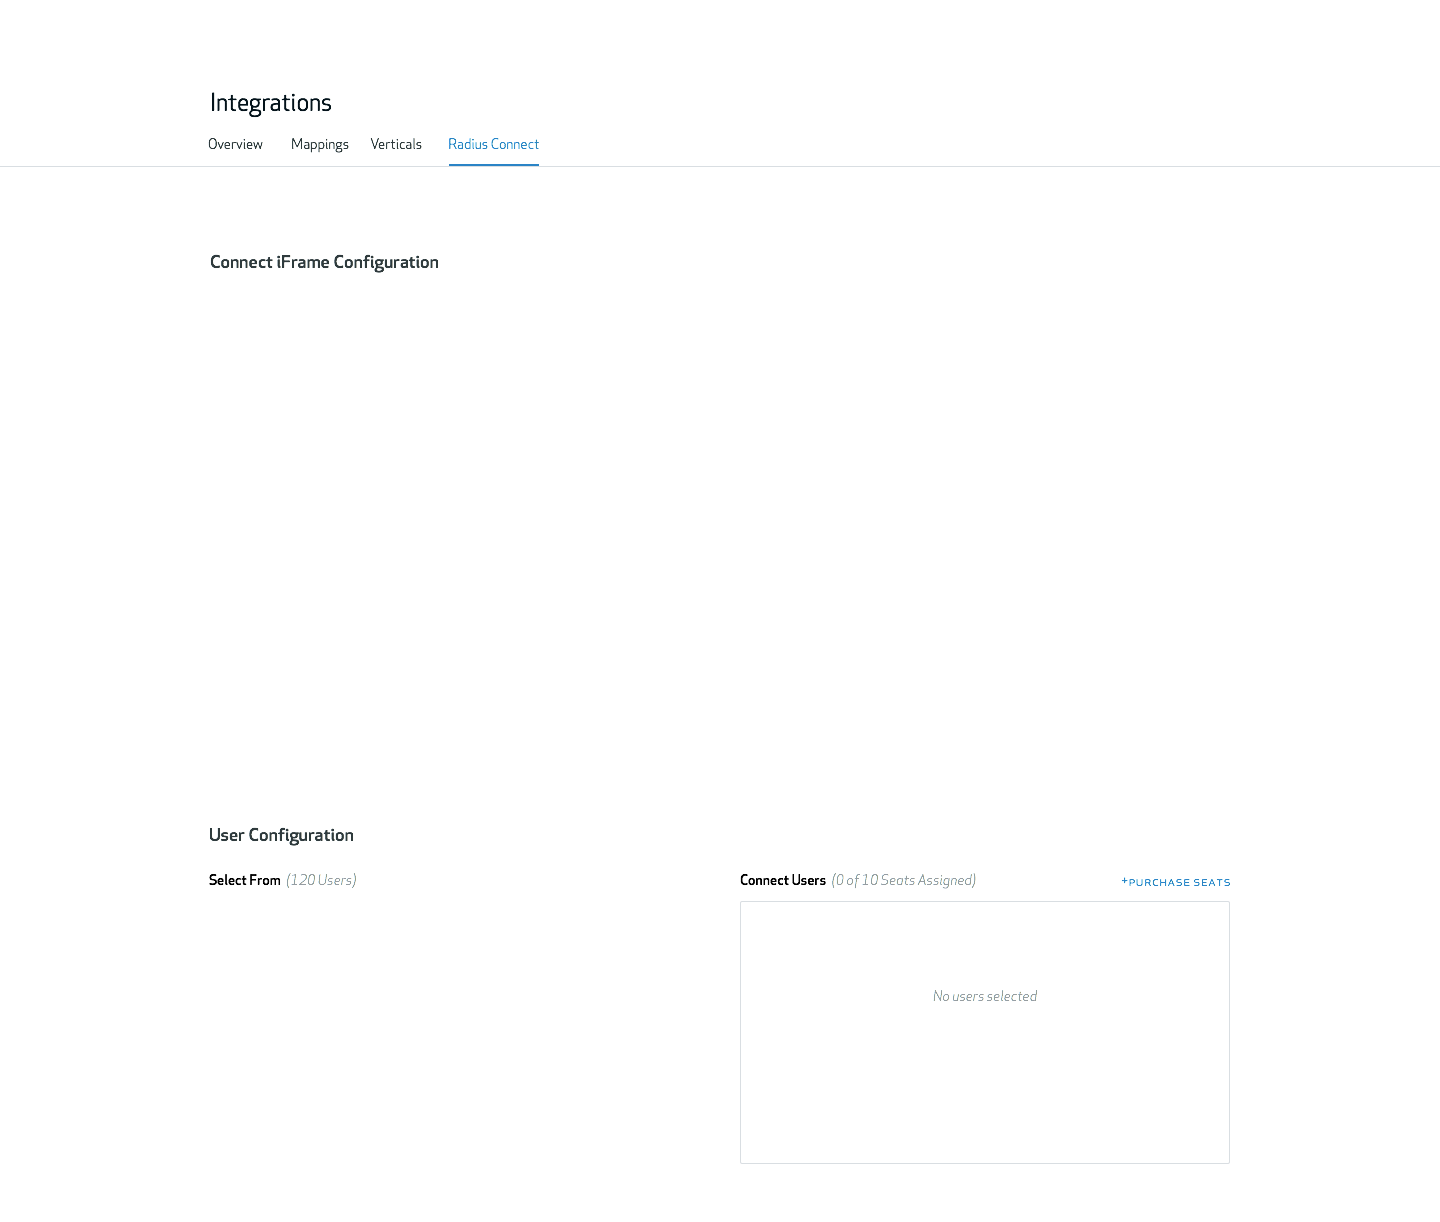 Integrations
Overview Mappings Verticals Radius Connect
Connect iFrame Configuration
User Configuration
Select From (120 Users)
Connect Users (0 of 10 Seats Assigned) +PURCHASE SEATS
No users selected